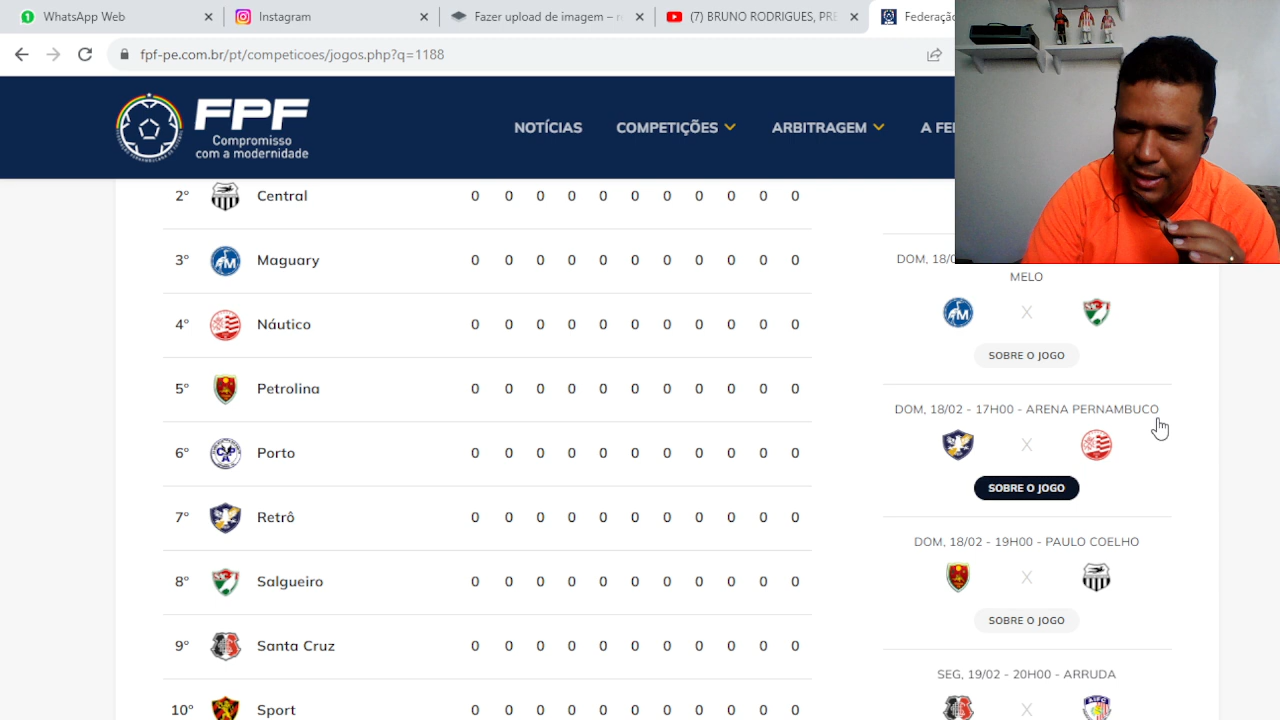 WhatsApp Web
Instagram
Fazer upload de imagem – n
(7) BRUNO RODRIGUES, PRE
Federação
fpf-pe.com.br/pt/competicoes/jogos.php?q=1188
FPF
Compromisso
com a modernidade
NOTÍCIAS COMPETIÇÕES ARBITRAGEM A FE
2º Central 0 0 0 0 0 0 0 0 0 0 0
3º Maguary 0 0 0 0 0 0 0 0 0 0 0
4º Náutico 0 0 0 0 0 0 0 0 0 0 0
5º Petrolina 0 0 0 0 0 0 0 0 0 0 0
6º Porto 0 0 0 0 0 0 0 0 0 0 0
7º Retrô 0 0 0 0 0 0 0 0 0 0 0
8º Salgueiro 0 0 0 0 0 0 0 0 0 0 0
9º Santa Cruz 0 0 0 0 0 0 0 0 0 0 0
10º Sport 0 0 0 0 0 0 0 0 0 0 0
DOM, 18/0
MELO
X
SOBRE O JOGO
DOM, 18/02 - 17H00 - ARENA PERNAMBUCO
X
SOBRE O JOGO
DOM, 18/02 - 19H00 - PAULO COELHO
X
SOBRE O JOGO
SEG, 19/02 - 20H00 - ARRUDA
X